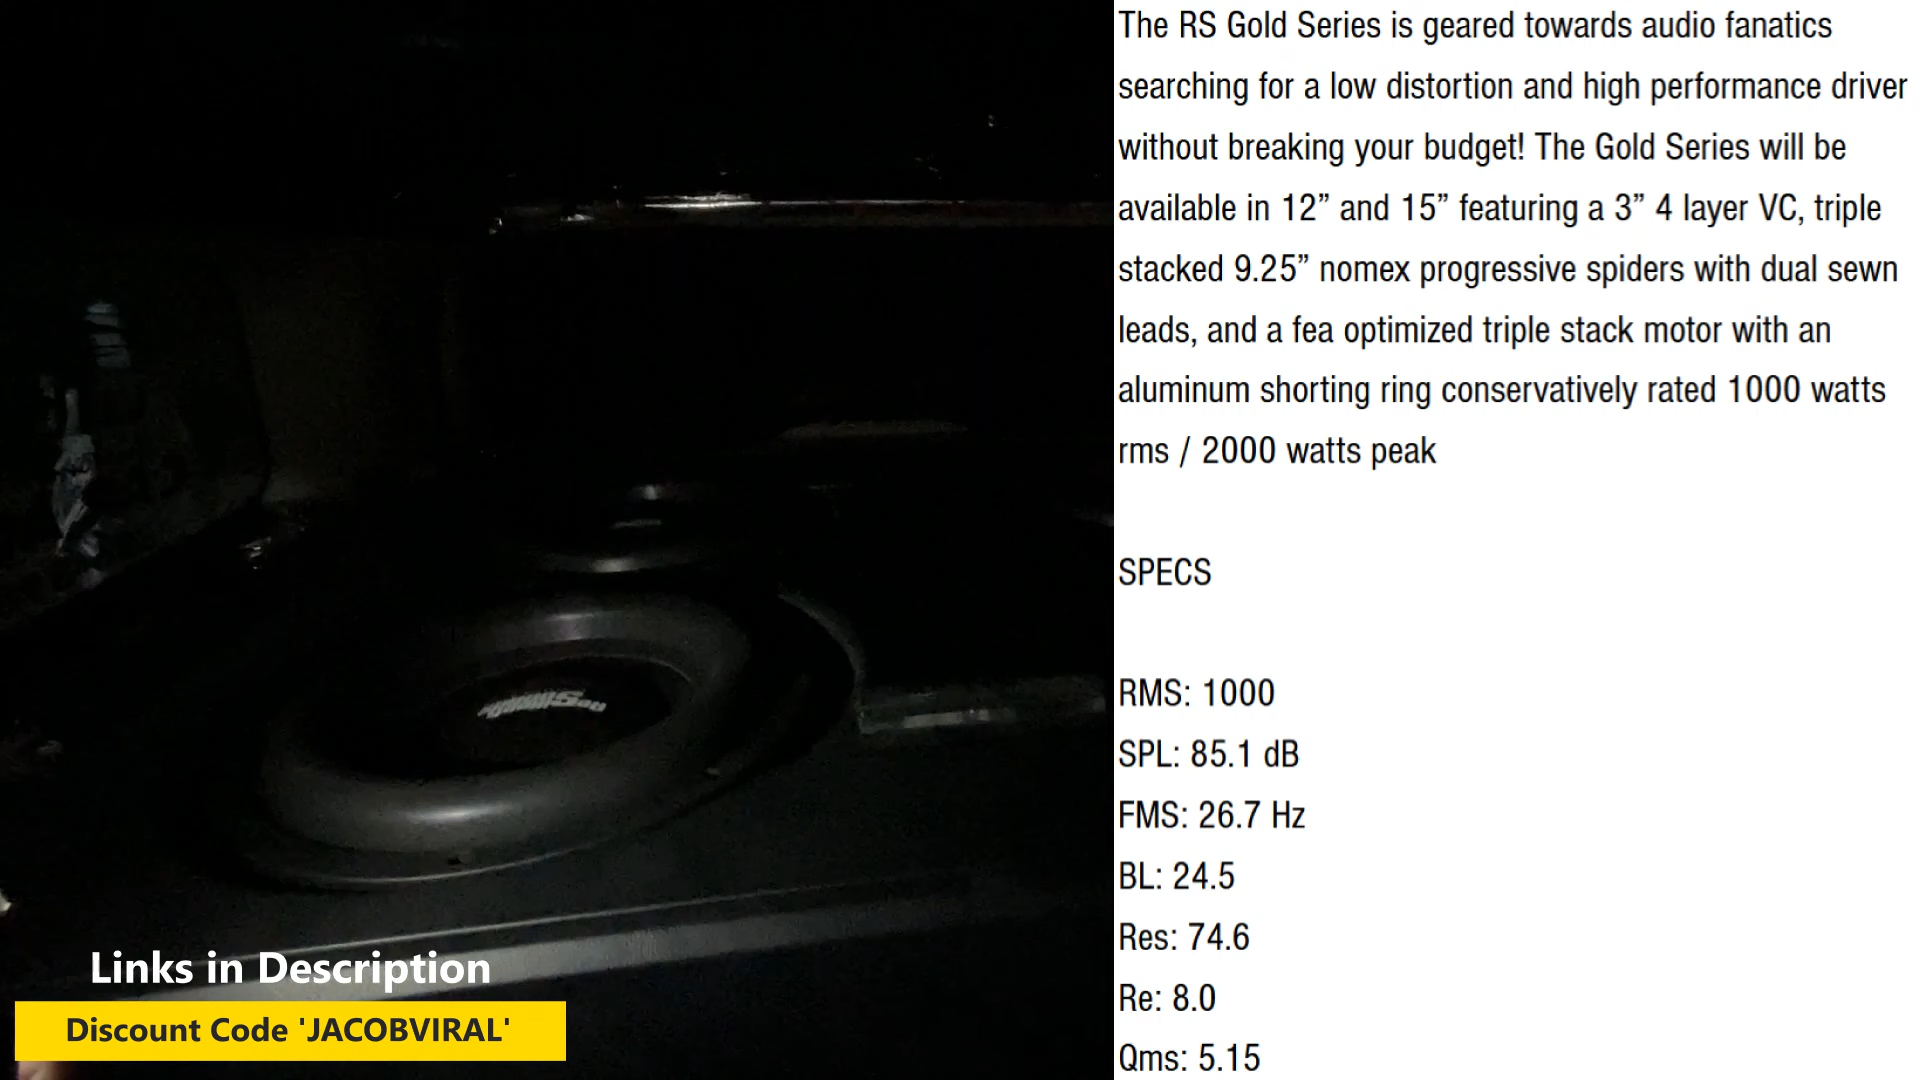 The RS Gold Series is geared towards audio fanatics
searching for a low distortion and high performance driver
without breaking your budget! The Gold Series will be
available in 12” and 15” featuring a 3” 4 layer VC, triple
stacked 9.25” nomex progressive spiders with dual sewn
leads, and a fea optimized triple stack motor with an
aluminum shorting ring conservatively rated 1000 watts
rms / 2000 watts peak
SPECS
RMS: 1000
SPL: 85.1 dB
FMS: 26.7 Hz
BL: 24.5
Res: 74.6
Re: 8.0
Qms: 5.15
Links in Description
Discount Code 'JACOBVIRAL'